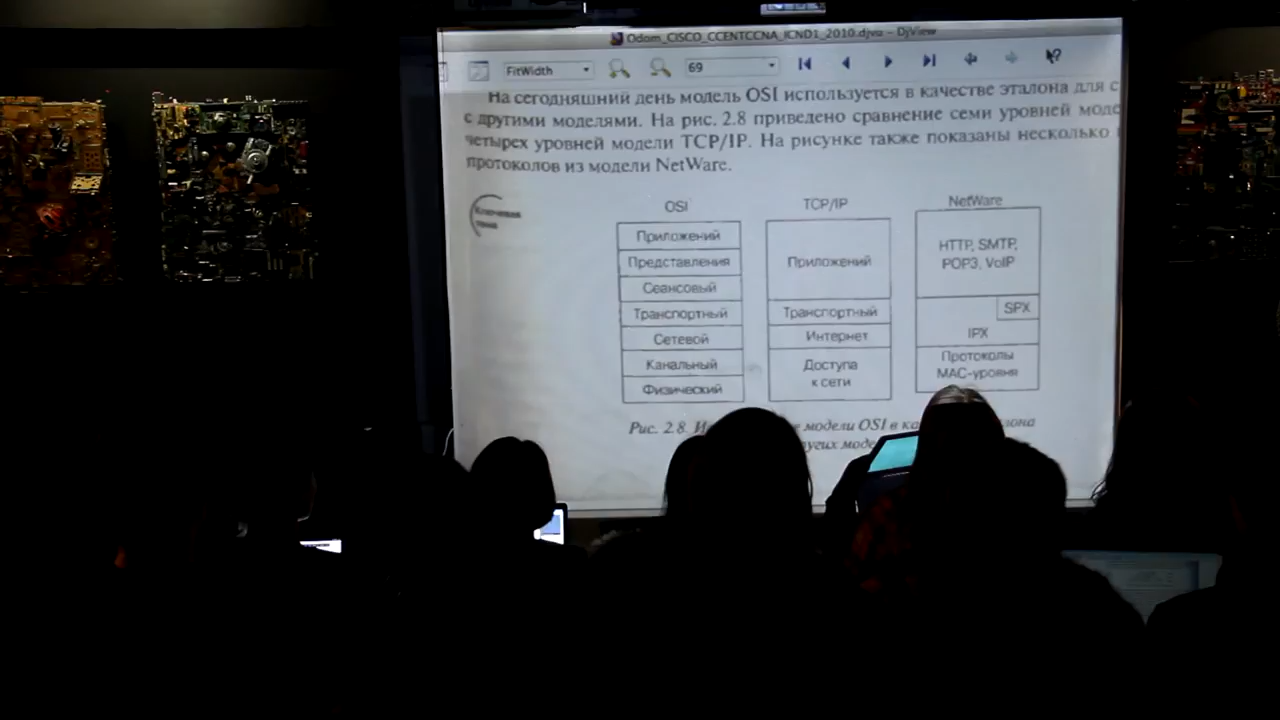 Odom_CISCO_CCENTCCNA_ICND1_2010.djvu - DjView
FitWidth
69
На сегодняшний день модель OSI используется в качестве эталона для с
с другими моделями. На рис. 2.8 приведено сравнение семи уровней моде
четырех уровней модели TCP/IP. На рисунке также показаны несколько
протоколов из модели NetWare.
Ключевая
тема
OSI
Приложений
Представления
Сеансовый
Транспортный
Сетевой
Канальный
Физический
TCP/IP
Приложений
Транспортный
Интернет
Доступа
к сети
NetWare
HTTP, SMTP,
POP3, VoIP
SPX
IPX
Протоколы
MAC-уровня
Рис. 2.8. модели OSI в